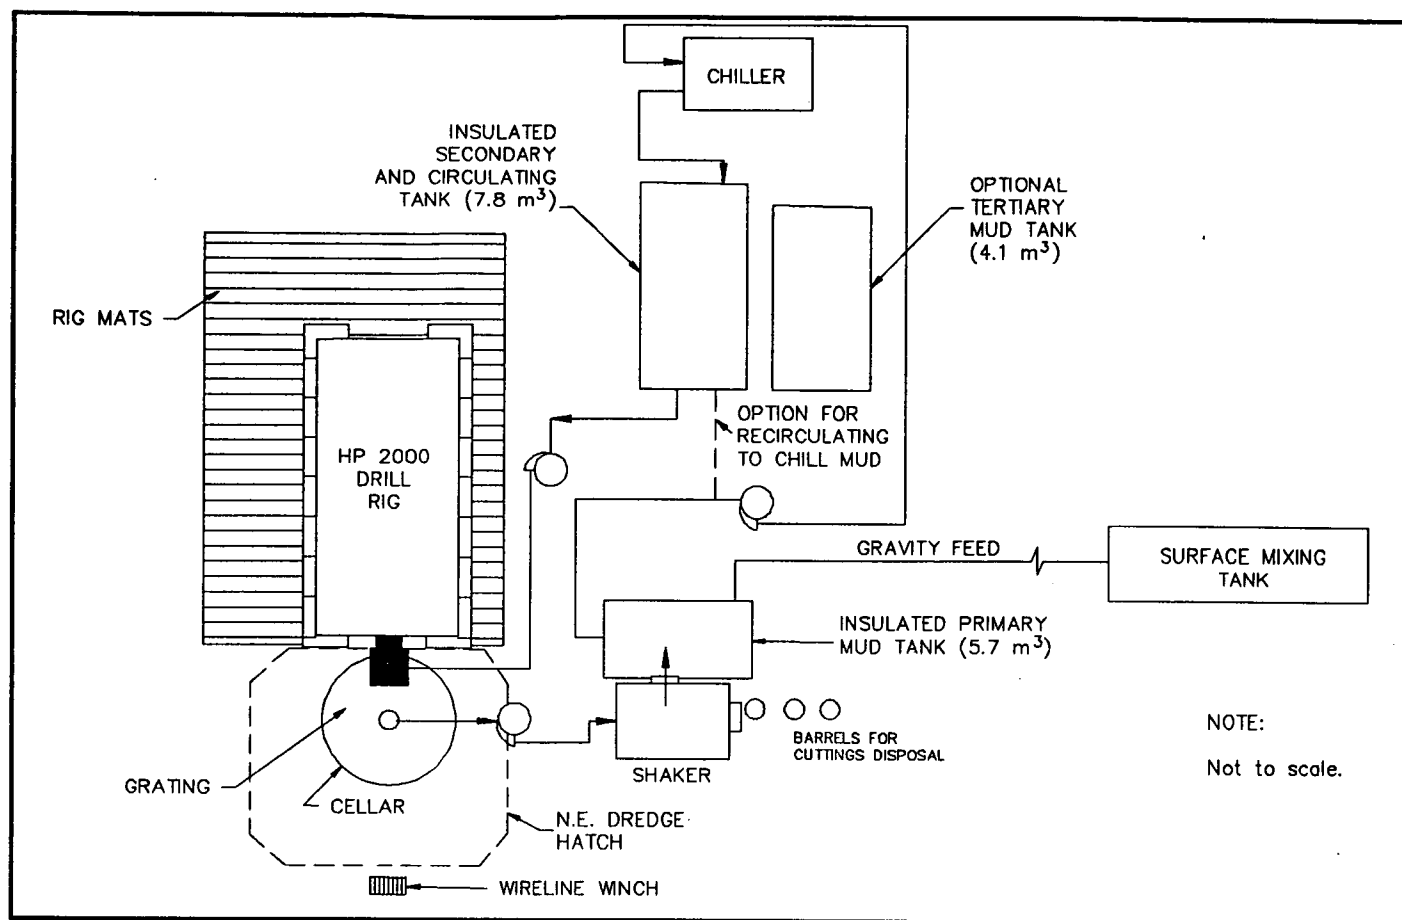 CHILLER
INSULATED
SECONDARY
AND CIRCULATING
TANK (7.8 m³)
OPTIONAL
TERTIARY
MUD TANK
(4.1 m³)
RIG MATS
OPTION FOR
RECIRCULATING
TO CHILL MUD
HP 2000
DRILL
RIG
GRAVITY FEED
SURFACE MIXING
TANK
INSULATED PRIMARY
MUD TANK (5.7 m³)
BARRELS FOR
CUTTINGS DISPOSAL
SHAKER
NOTE:
Not to scale.
GRATING
CELLAR
N.E. DREDGE
HATCH
WIRELINE WINCH